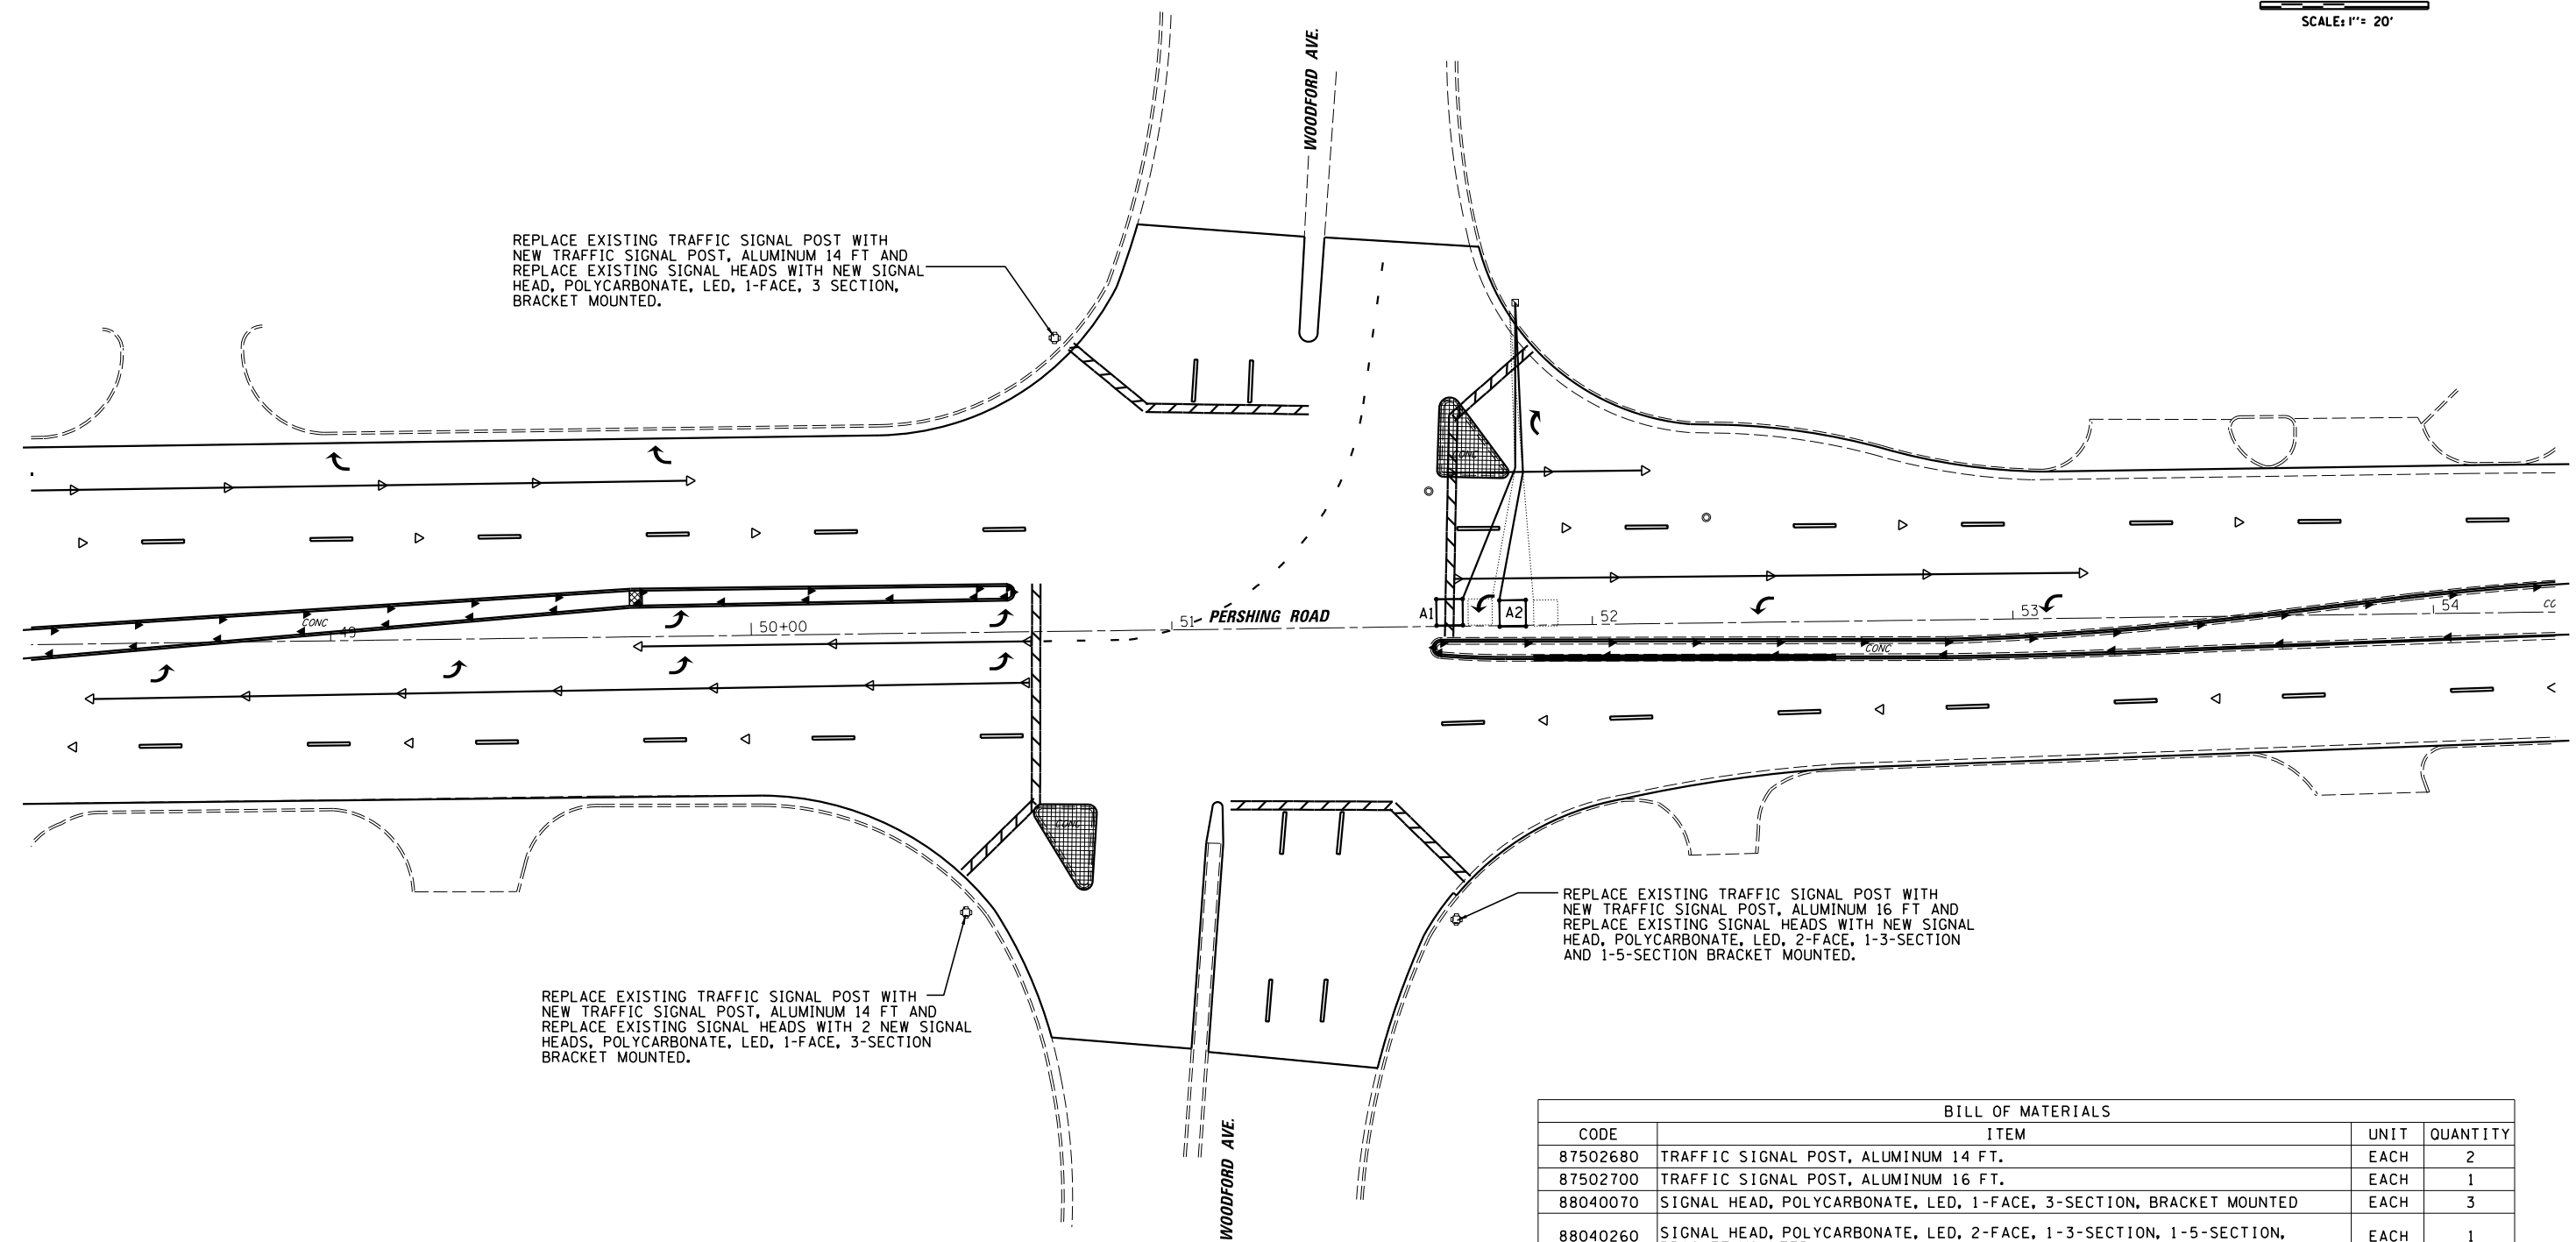 SCALE: 1"= 20'
WOODFORD AVE.
REPLACE EXISTING TRAFFIC SIGNAL POST WITH
NEW TRAFFIC SIGNAL POST, ALUMINUM 14 FT AND
REPLACE EXISTING SIGNAL HEADS WITH NEW SIGNAL
HEAD, POLYCARBONATE, LED, 1-FACE, 3 SECTION,
BRACKET MOUNTED.
CONC
49
50+00
51
PERSHING ROAD
A1
A2
52
53
54
CONC
CONC
REPLACE EXISTING TRAFFIC SIGNAL POST WITH
NEW TRAFFIC SIGNAL POST, ALUMINUM 16 FT AND
REPLACE EXISTING SIGNAL HEADS WITH NEW SIGNAL
HEAD, POLYCARBONATE, LED, 2-FACE, 1-3-SECTION
AND 1-5-SECTION BRACKET MOUNTED.
REPLACE EXISTING TRAFFIC SIGNAL POST WITH
NEW TRAFFIC SIGNAL POST, ALUMINUM 14 FT AND
REPLACE EXISTING SIGNAL HEADS WITH 2 NEW SIGNAL
HEADS, POLYCARBONATE, LED, 1-FACE, 3-SECTION
BRACKET MOUNTED.
WOODFORD AVE.
BILL OF MATERIALS
CODE ITEM UNIT QUANTITY
87502680 TRAFFIC SIGNAL POST, ALUMINUM 14 FT. EACH 2
87502700 TRAFFIC SIGNAL POST, ALUMINUM 16 FT. EACH 1
88040070 SIGNAL HEAD, POLYCARBONATE, LED, 1-FACE, 3-SECTION, BRACKET MOUNTED EACH 3
88040260 SIGNAL HEAD, POLYCARBONATE, LED, 2-FACE, 1-3-SECTION, 1-5-SECTION, EACH 1